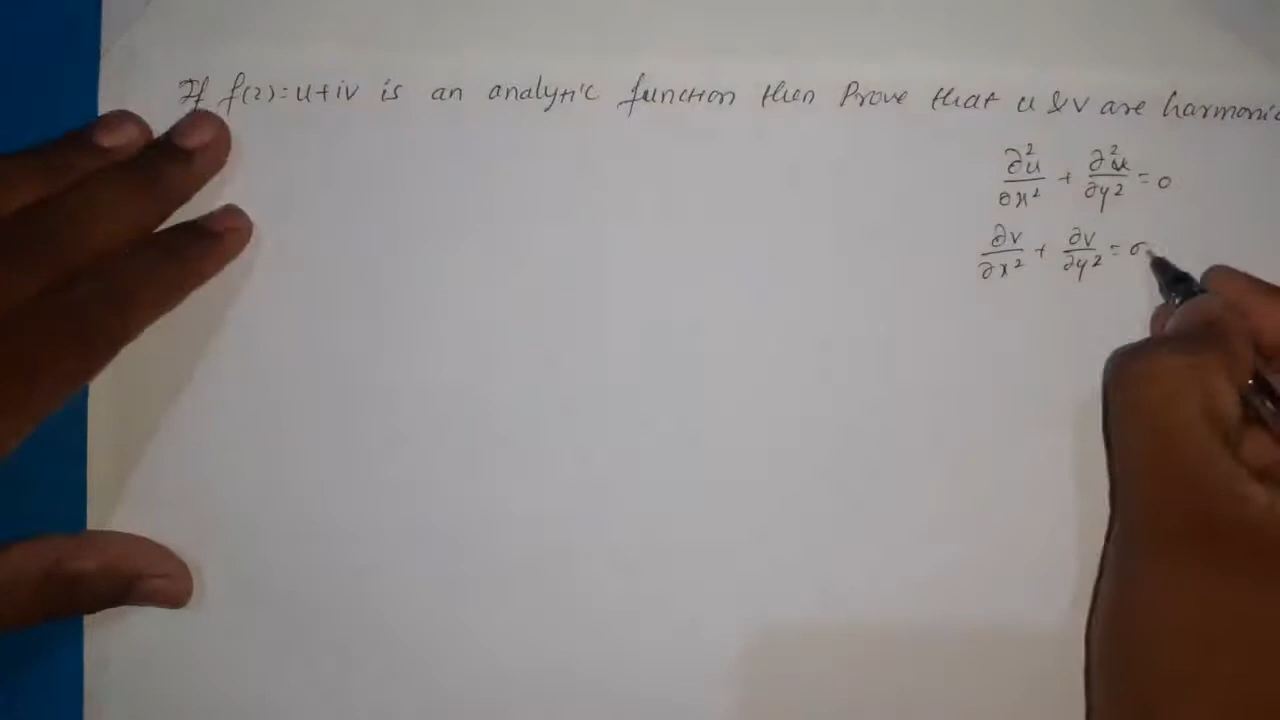 If f(z)=u+iv is an analytic function then Prove that u & v are harmonic
∂²u/∂x² + ∂²u/∂y² = 0
∂v/∂x² + ∂v/∂y² = 0